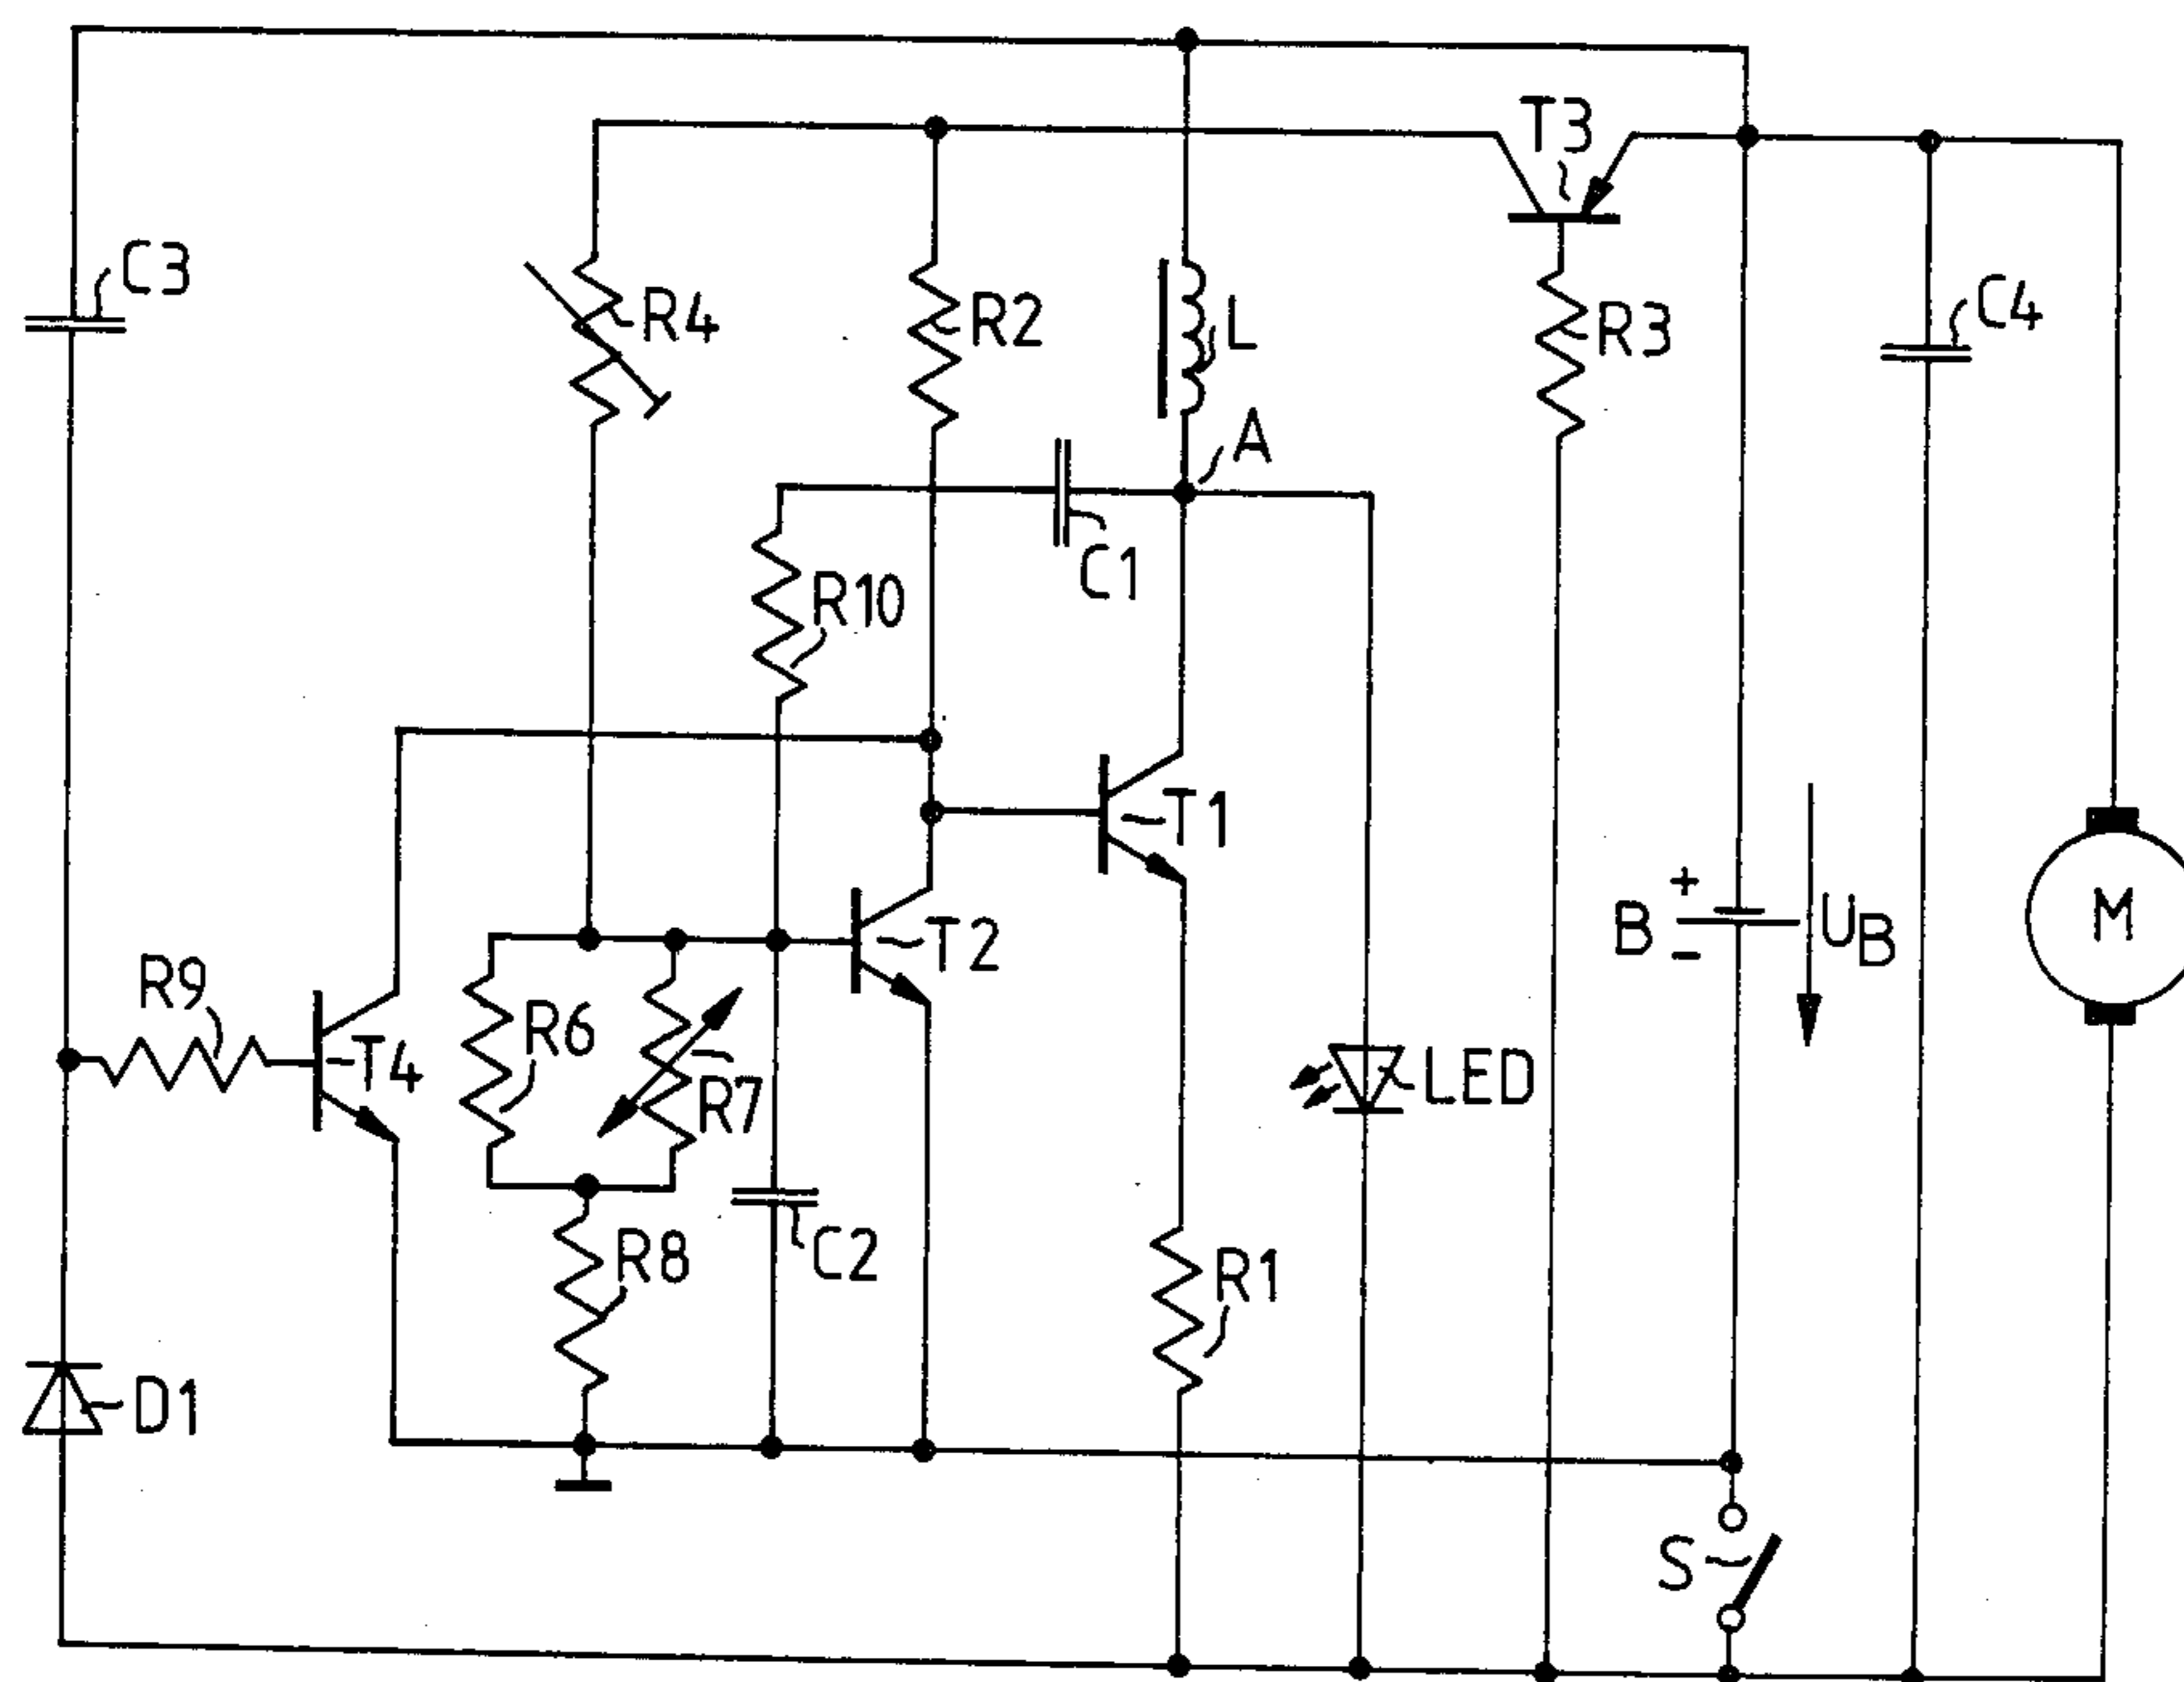 T3
C3
R4
R2
L
R3
C4
A
C1
R10
T1
+
B
-
UB
M
T2
R9
T4
R6
R7
LED
R8
C2
R1
D1
S